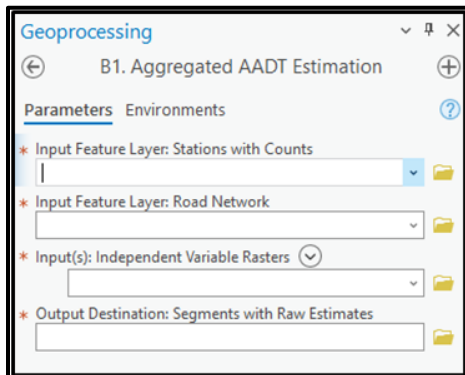 Geoprocessing
B1. Aggregated AADT Estimation
Parameters Environments
* Input Feature Layer: Stations with Counts
* Input Feature Layer: Road Network
* Input(s): Independent Variable Rasters
* Output Destination: Segments with Raw Estimates